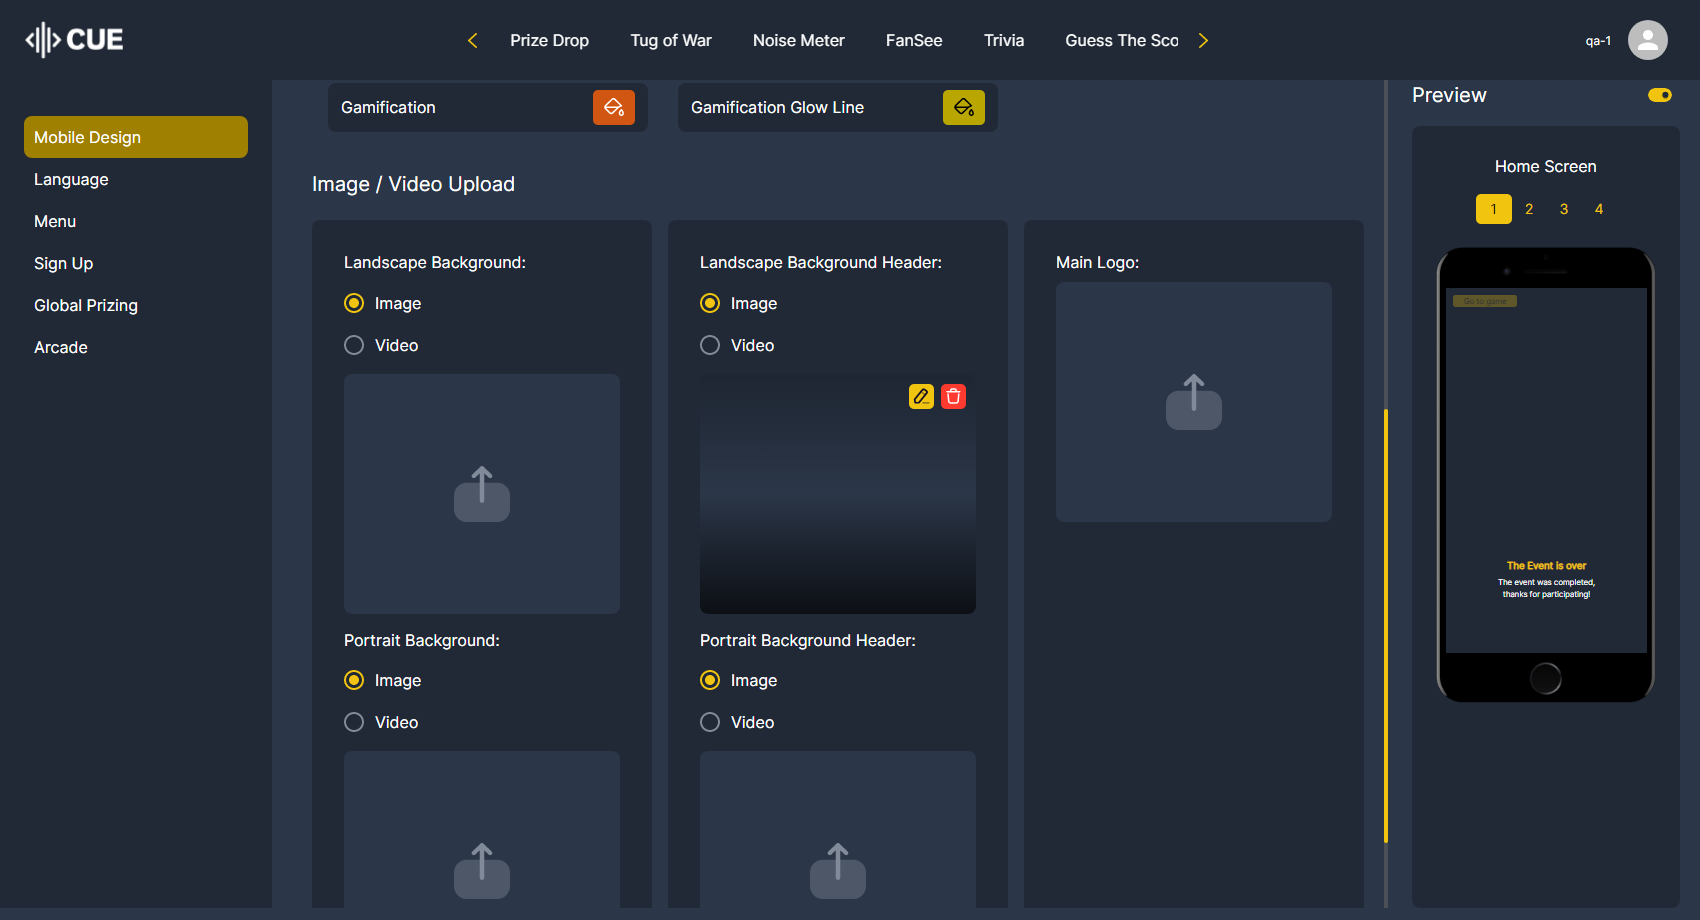 CUE
Prize Drop
Tug of War
Noise Meter
FanSee
Trivia
Guess The Sco
qa-1
Mobile Design
Language
Menu
Sign Up
Global Prizing
Arcade
Gamification
Gamification Glow Line
Image / Video Upload
Landscape Background:
Image
Video
Portrait Background:
Image
Video
Landscape Background Header:
Image
Video
Portrait Background Header:
Image
Video
Main Logo:
Preview
Home Screen
1 2 3 4
Go to game
The Event is over
The event was completed,
thanks for participating!